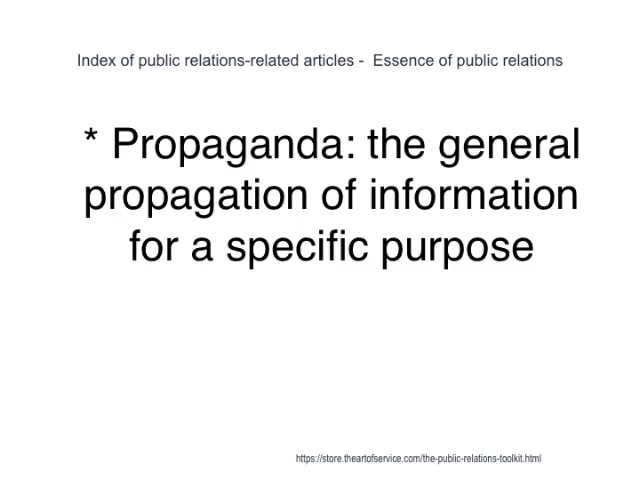 Index of public relations-related articles -  Essence of public relations
* Propaganda: the general
propagation of information
for a specific purpose
https://store.theartofservice.com/the-public-relations-toolkit.html